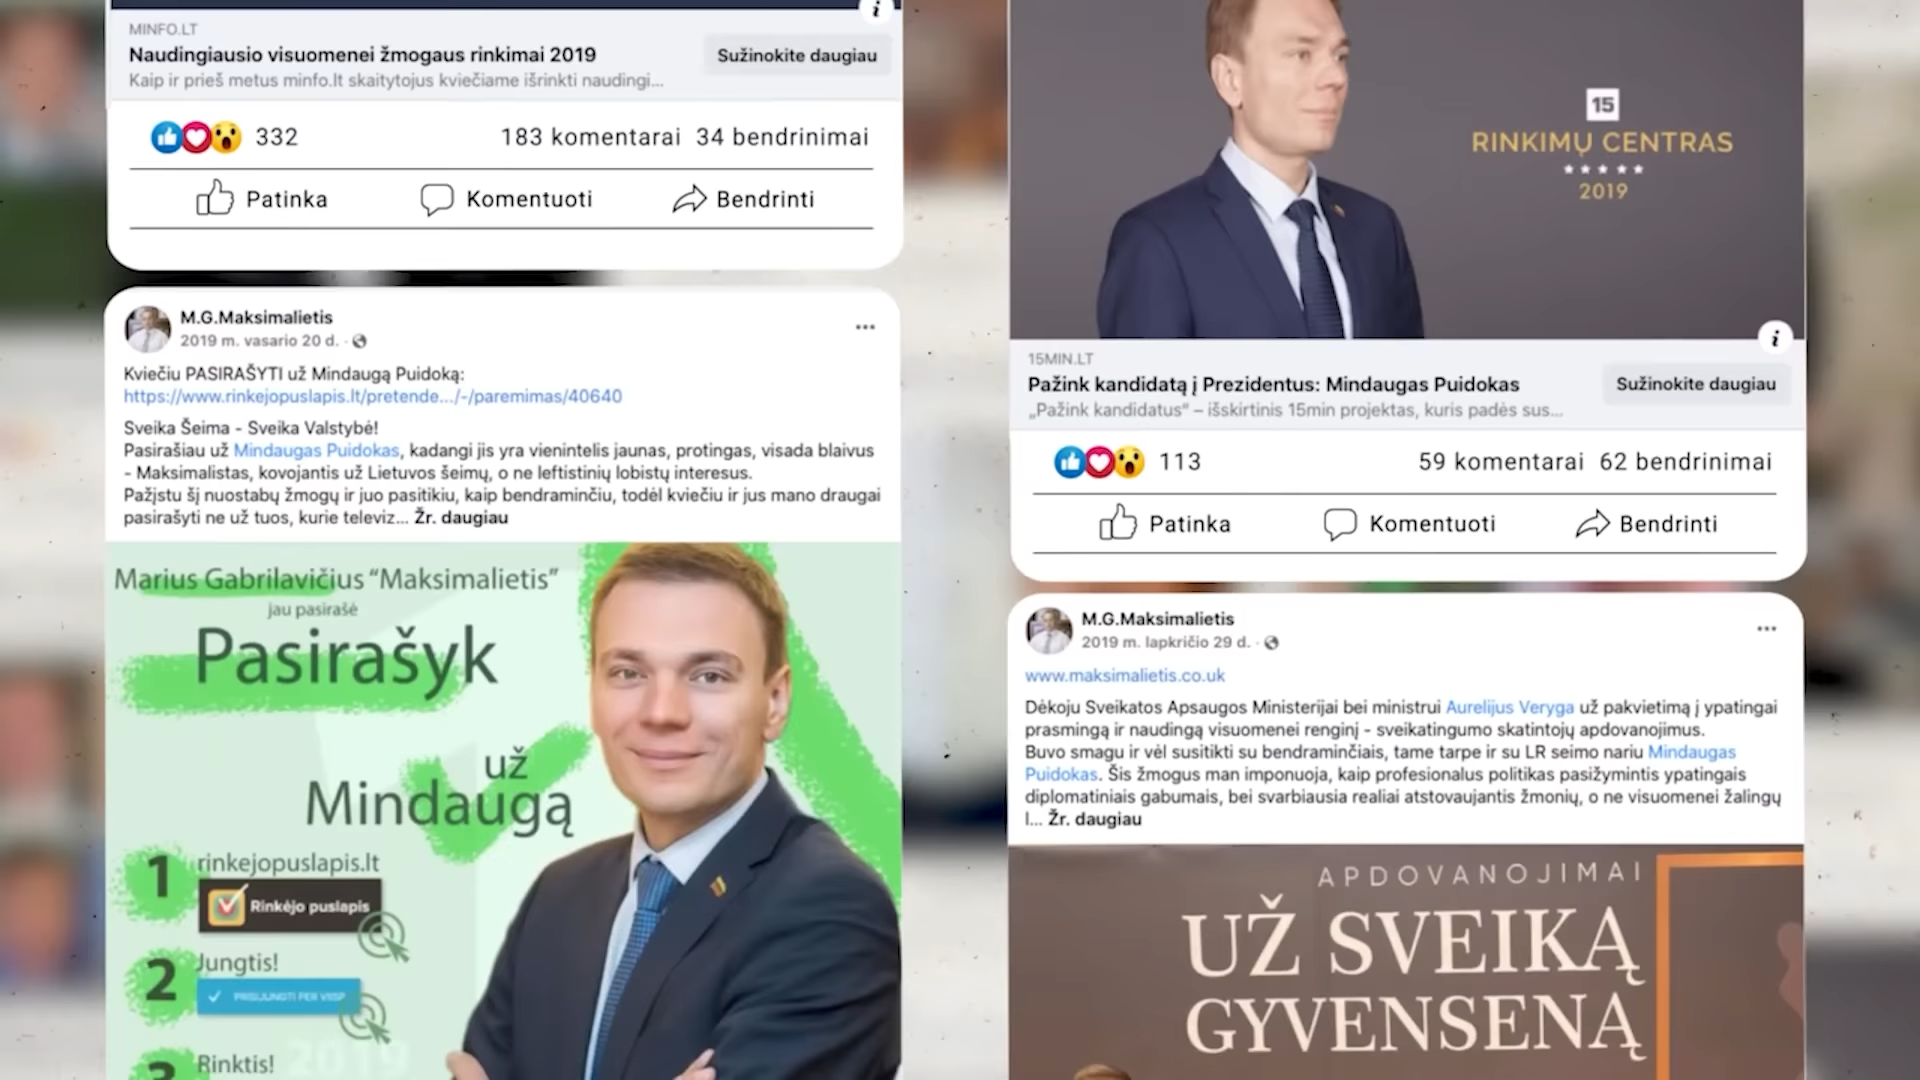 MINFO.LT
Naudingiausio visuomenei žmogaus rinkimai 2019
Kaip ir prieš metus minfo.lt skaitytojus kviečiame išrinkti naudingi...
Sužinokite daugiau
332
183 komentarai 34 bendrinimai
Patinka
Komentuoti
Bendrinti
M.G.Maksimalietis
2019 m. vasario 20 d. ·
Kviečiu PASIRAŠYTI už Mindaugą Puidoką:
https://www.rinkejopuslapis.lt/pretende.../-/paremimas/40640
Sveika Šeima - Sveika Valstybė!
Pasirašiau už Mindaugas Puidokas, kadangi jis yra vienintelis jaunas, protingas, visada blaivus
- Maksimalistas, kovojantis už Lietuvos šeimų, o ne leftistinių lobistų interesus.
Pažįstu šį nuostabų žmogų ir juo pasitikiu, kaip bendraminčiu, todėl kviečiu ir jus mano draugai
pasirašyti ne už tuos, kurie televiz... Žr. daugiau
Marius Gabrilavičius “Maksimalietis”
jau pasirašė
Pasirašyk
už
Mindaugą
1 rinkejopuslapis.lt
Rinkėjo puslapis
2 Jungtis!
PRISIJUNGTI PER VIISP
3 Rinktis!
2019
15
RINKIMŲ CENTRAS
2019
15MIN.LT
Pažink kandidatą į Prezidentus: Mindaugas Puidokas
„Pažink kandidatus“ – išskirtinis 15min projektas, kuris padės sus...
Sužinokite daugiau
113
59 komentarai 62 bendrinimai
Patinka
Komentuoti
Bendrinti
M.G.Maksimalietis
2019 m. lapkričio 29 d. ·
www.maksimalietis.co.uk
Dėkoju Sveikatos Apsaugos Ministerijai bei ministrui Aurelijus Veryga už pakvietimą į ypatingai
prasmingą ir naudingą visuomenei renginį - sveikatingumo skatintojų apdovanojimus.
Buvo smagu ir vėl susitikti su bendraminčiais, tame tarpe ir su LR seimo nariu Mindaugas
Puidokas. Šis žmogus man imponuoja, kaip profesionalus politikas pasižymintis ypatingais
diplomatiniais gabumais, bei svarbiausia realiai atstovaujantis žmonių, o ne visuomenei žalingų
l... Žr. daugiau
APDOVANOJIMAI
UŽ SVEIKĄ
GYVENSENĄ